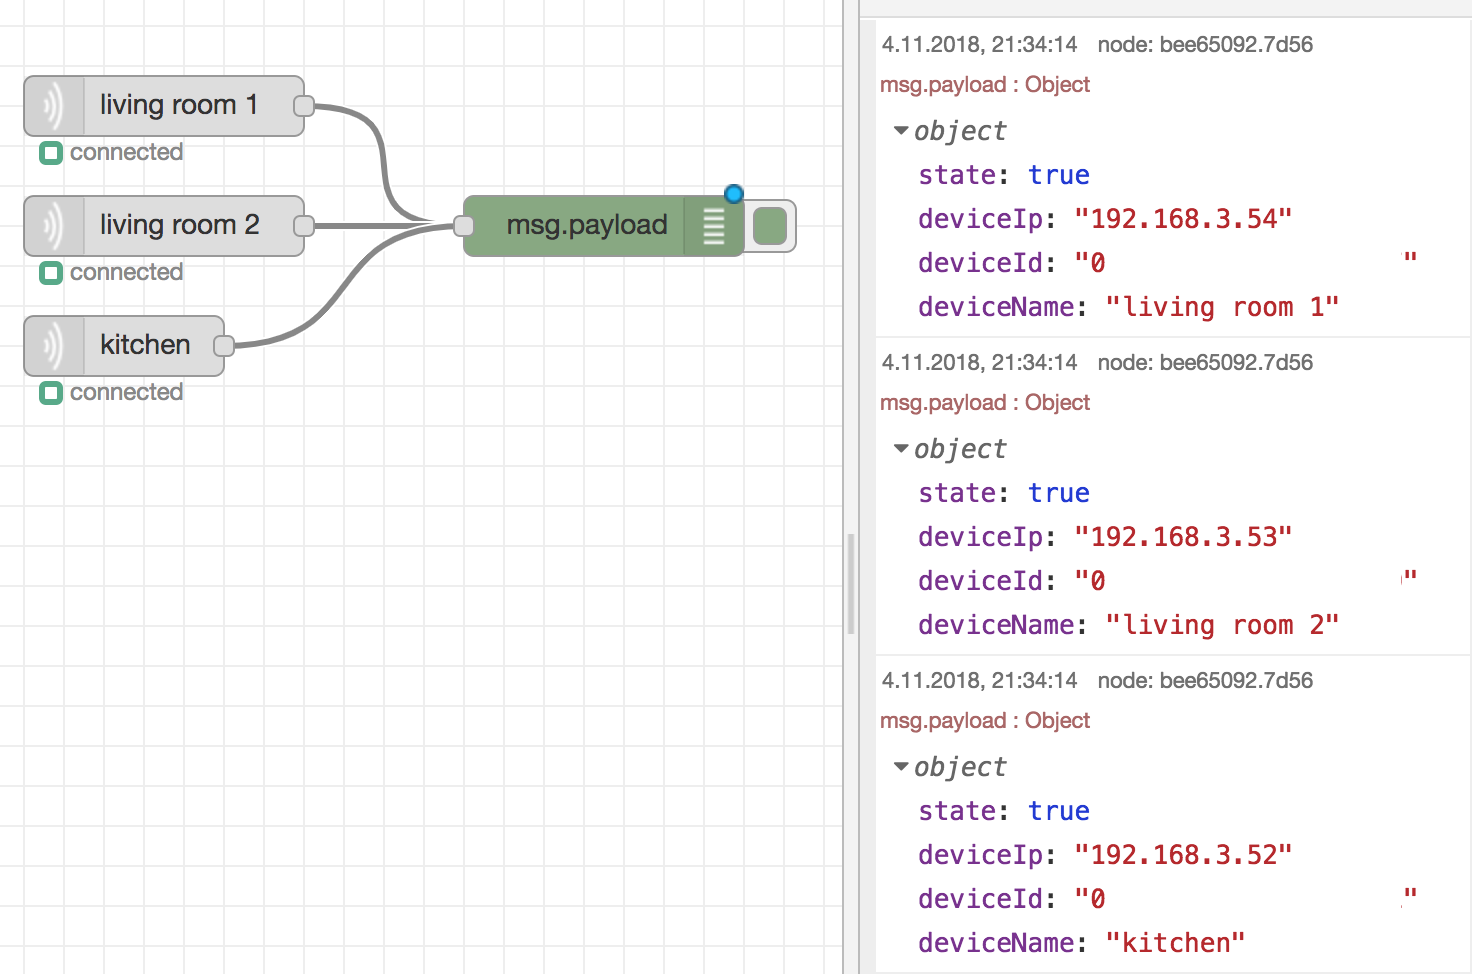 living room 1
connected
living room 2
connected
kitchen
connected
msg.payload
4.11.2018, 21:34:14 node: bee65092.7d56
msg.payload : Object
object
state: true
deviceIp: "192.168.3.54"
deviceId: "0 "
deviceName: "living room 1"
4.11.2018, 21:34:14 node: bee65092.7d56
msg.payload : Object
object
state: true
deviceIp: "192.168.3.53"
deviceId: "0 "
deviceName: "living room 2"
4.11.2018, 21:34:14 node: bee65092.7d56
msg.payload : Object
object
state: true
deviceIp: "192.168.3.52"
deviceId: "0 "
deviceName: "kitchen"